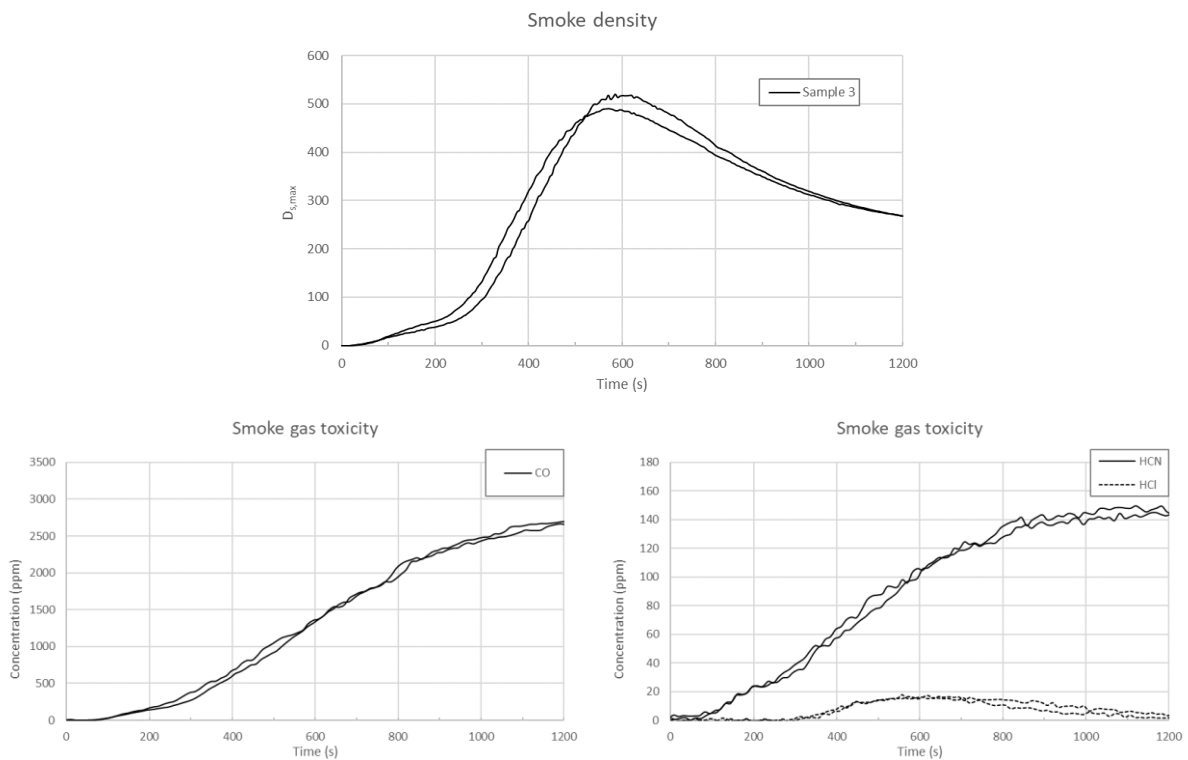 Smoke density
600
500
400
300
200
100
0
D s,max
Sample 3
0 200 400 600 800 1000 1200
Time (s)
Smoke gas toxicity
3500
3000
2500
2000
1500
1000
500
0
Concentration (ppm)
CO
0 200 400 600 800 1000 1200
Time (s)
Smoke gas toxicity
180
160
140
120
100
80
60
40
20
0
Concentration (ppm)
HCN
HCl
0 200 400 600 800 1000 1200
Time (s)